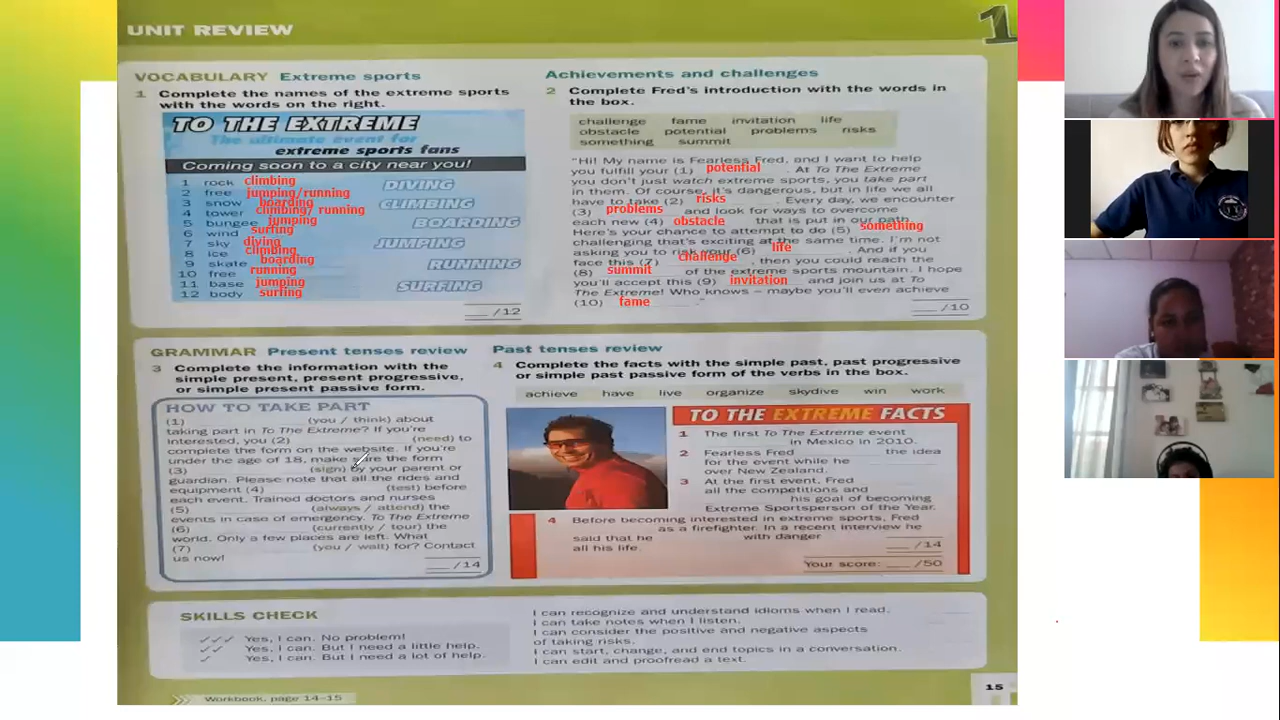 UNIT REVIEW
1
VOCABULARY Extreme sports
1 Complete the names of the extreme sports
with the words on the right.
TO THE EXTREME
The ultimate event for
extreme sports fans
Coming soon to a city near you!
1 rock climbing
2 free jumping/running
3 snow boarding
4 tower climbing/ running
5 bungee jumping
6 wind surfing
7 sky diving
8 ice climbing
9 skate boarding
10 free running
11 base jumping
12 body surfing
DIVING
CLIMBING
BOARDING
JUMPING
RUNNING
SURFING
___ /12
Achievements and challenges
2 Complete Fred's introduction with the words in
the box.
challenge fame invitation life
obstacle potential problems risks
something summit
"Hi! My name is Fearless Fred, and I want to help
you fulfill your (1) potential . At To The Extreme
you don't just watch extreme sports, you take part
in them. Of course, it's dangerous, but in life we all
have to take (2) risks . Every day, we encounter
(3) problems and look for ways to overcome
each new (4) obstacle that is put in our path.
Here's your chance to attempt to do (5) something
challenging that's exciting at the same time. I'm not
asking you to risk your (6) life . And if you
face this (7) challenge , then you could reach the
(8) summit of the extreme sports mountain. I hope
you'll accept this (9) invitation and join us at To
The Extreme! Who knows – maybe you'll even achieve
(10) fame ."
___ /10
GRAMMAR Present tenses review
3 Complete the information with the
simple present, present progressive,
or simple present passive form.
HOW TO TAKE PART
(1) (you / think) about
taking part in To The Extreme? If you're
interested, you (2) (need) to
complete the form on the website. If you're
under the age of 18, make sure the form
(3) (sign) by your parent or
guardian. Please note that all the rides and
equipment (4) (test) before
each event. Trained doctors and nurses
(5) (always / attend) the
events in case of emergency. To The Extreme
(6) (currently / tour) the
world. Only a few places are left. What
(7) (you / wait) for? Contact
us now!
___ /14
Past tenses review
4 Complete the facts with the simple past, past progressive
or simple past passive form of the verbs in the box.
achieve have live organize skydive win work
TO THE EXTREME FACTS
1 The first To The Extreme event
in Mexico in 2010.
2 Fearless Fred the idea
for the event while he
over New Zealand.
3 At the first event, Fred
all the competitions and
his goal of becoming
Extreme Sportsperson of the Year.
4 Before becoming interested in extreme sports, Fred
as a firefighter. In a recent interview he
said that he with danger
all his life.
___ /14
Your score: ___ /50
SKILLS CHECK
✓✓✓ Yes, I can. No problem!
✓✓ Yes, I can. But I need a little help.
✓ Yes, I can. But I need a lot of help.
I can recognize and understand idioms when I read.
I can take notes when I listen.
I can consider the positive and negative aspects
of taking risks.
I can start, change, and end topics in a conversation.
I can edit and proofread a text.
Workbook, page 14–15
15